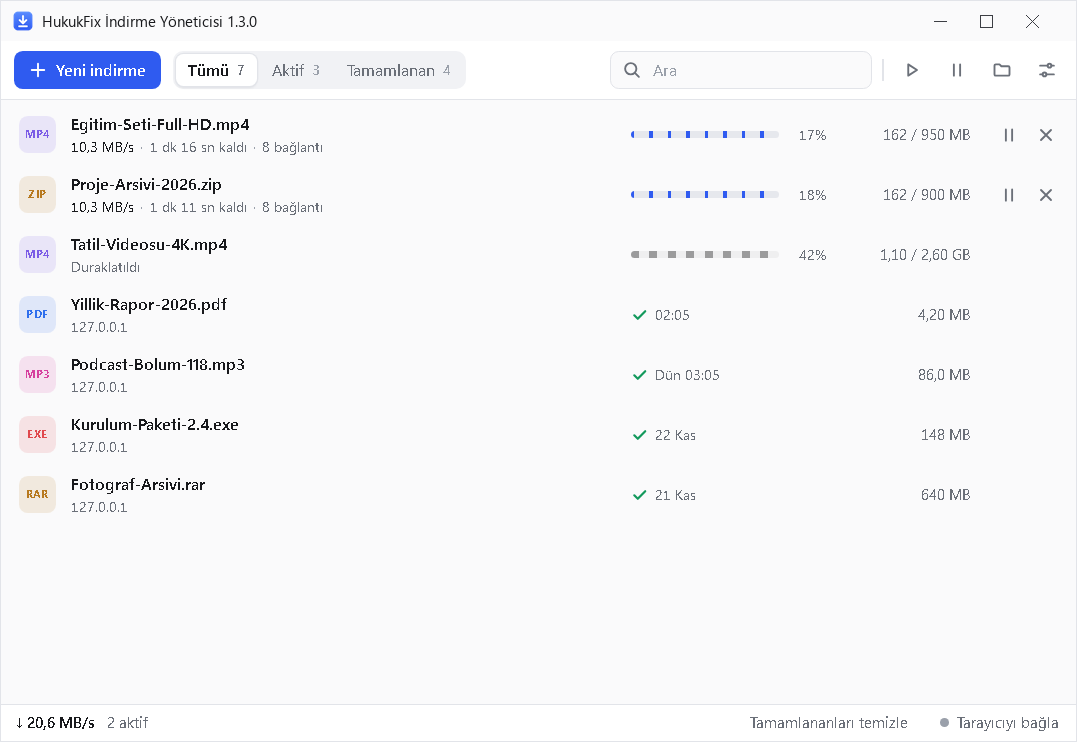 HukukFix İndirme Yöneticisi 1.3.0
Yeni indirme Tümü 7 Aktif 3 Tamamlanan 4 Ara
MP4 Egitim-Seti-Full-HD.mp4 17% 162 / 950 MB
10,3 MB/s · 1 dk 16 sn kaldı · 8 bağlantı
ZIP Proje-Arsivi-2026.zip 18% 162 / 900 MB
10,3 MB/s · 1 dk 11 sn kaldı · 8 bağlantı
MP4 Tatil-Videosu-4K.mp4 42% 1,10 / 2,60 GB
Duraklatıldı
PDF Yillik-Rapor-2026.pdf 02:05 4,20 MB
127.0.0.1
MP3 Podcast-Bolum-118.mp3 Dün 03:05 86,0 MB
127.0.0.1
EXE Kurulum-Paketi-2.4.exe 22 Kas 148 MB
127.0.0.1
RAR Fotograf-Arsivi.rar 21 Kas 640 MB
127.0.0.1
↓ 20,6 MB/s 2 aktif Tamamlananları temizle Tarayıcıyı bağla